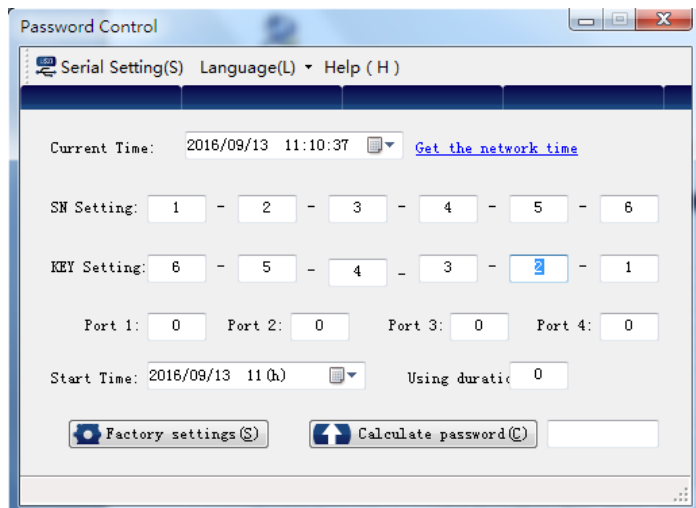 Password Control
Serial Setting(S) Language(L) Help ( H )
Current Time: 2016/09/13 11:10:37 Get the network time
SN Setting: 1 - 2 - 3 - 4 - 5 - 6
KEY Setting: 6 - 5 - 4 - 3 - 2 - 1
Port 1: 0 Port 2: 0 Port 3: 0 Port 4: 0
Start Time: 2016/09/13 11(h) Using duratic 0
Factory settings(S) Calculate password(C)